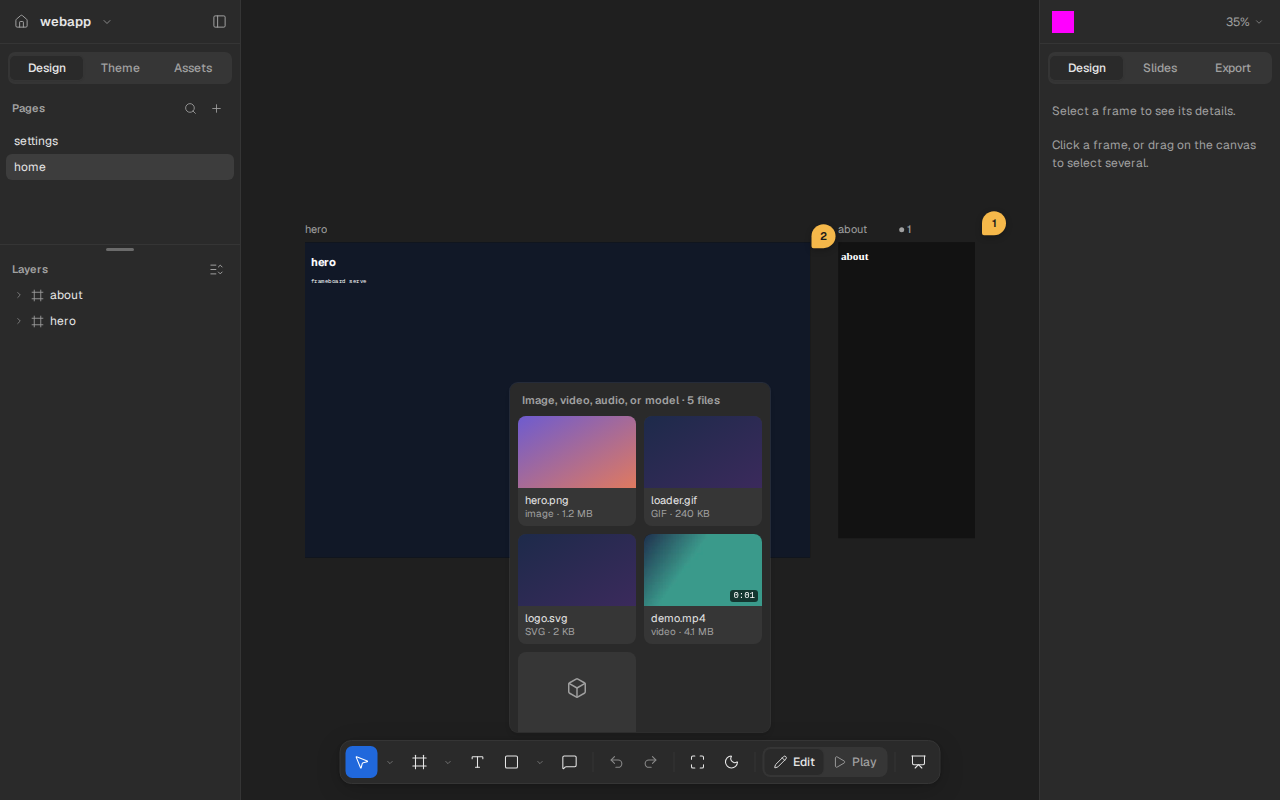 webapp
Design Theme Assets
Pages
settings
home
Layers
about
hero
hero
2
about 1
1
hero
frameboard serve
about
Image, video, audio, or model · 5 files
hero.png
image · 1.2 MB
loader.gif
GIF · 240 KB
logo.svg
SVG · 2 KB
0:01
demo.mp4
video · 4.1 MB
Edit Play
35%
Design Slides Export
Select a frame to see its details.
Click a frame, or drag on the canvas
to select several.